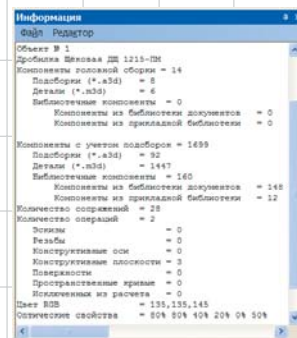 Информация
Файл Редактор
Объект № 1
Дробилка Щековая ДЩ 1215-ПМ
Компоненты головной сборки = 14
Подсборки (*.a3d) = 8
Детали (*.m3d) = 6
Библиотечные компоненты = 0
Компоненты из библиотеки документов = 0
Компоненты из прикладной библиотеки = 0
Компоненты с учетом подсборок = 1699
Подсборки (*.a3d) = 92
Детали (*.m3d) = 1447
Библиотечные компоненты = 160
Компоненты из библиотеки документов = 148
Компоненты из прикладной библиотеки = 12
Количество сопряжений = 28
Количество операций = 2
Эскизы = 0
Резьбы = 0
Конструктивные оси = 0
Конструктивные плоскости = 3
Поверхности = 0
Пространственные кривые = 0
Исключенных из расчета = 0
Цвет RGB = 135,135,145
Оптические свойства = 80% 80% 40% 20% 0% 50%